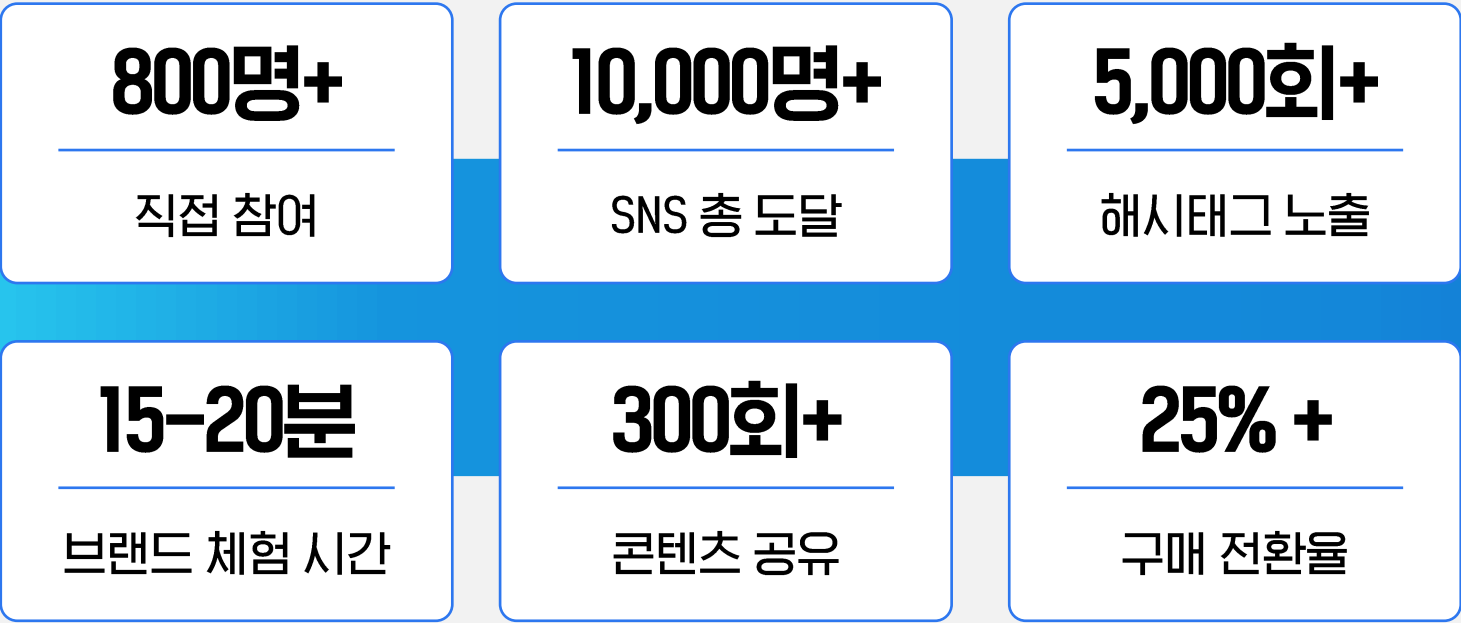 800명+
직접 참여
10,000명+
SNS 총 도달
5,000회+
해시태그 노출
15-20분
브랜드 체험 시간
300회+
콘텐츠 공유
25% +
구매 전환율